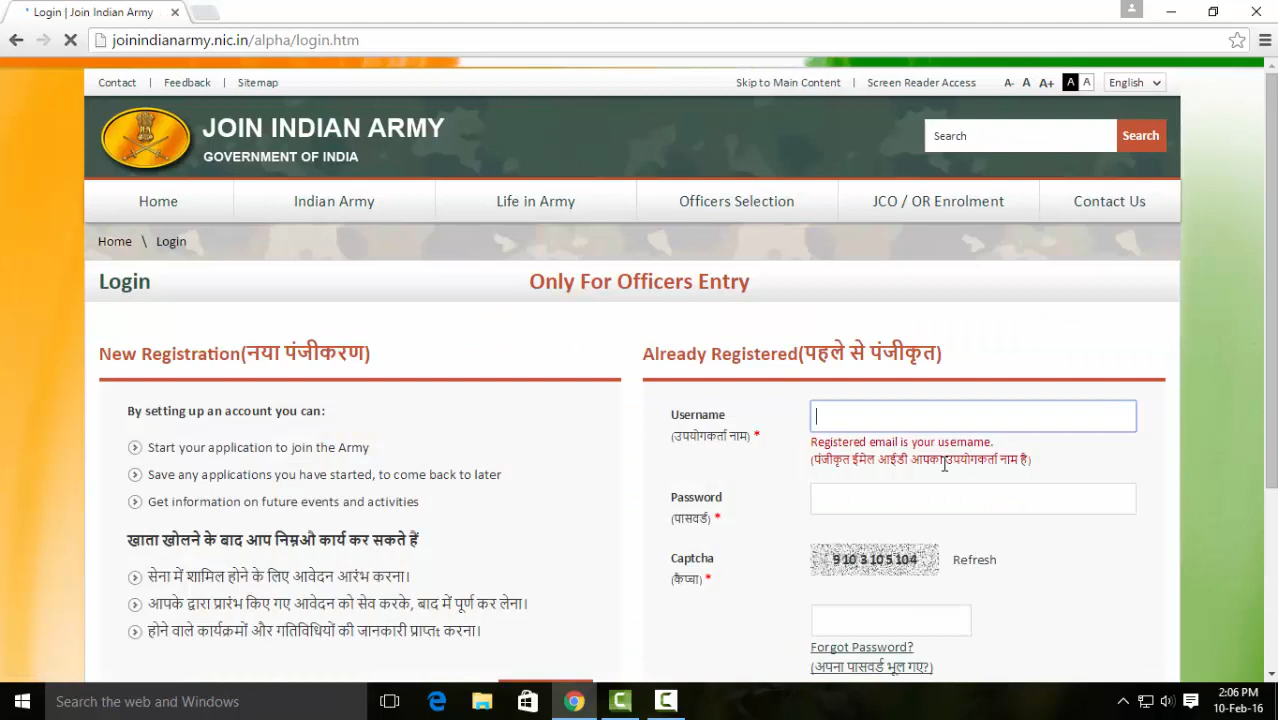 Login | Join Indian Army
joinindianarmy.nic.in/alpha/login.htm
Contact | Feedback | Sitemap
Skip to Main Content | Screen Reader Access A- A A+ A A English
JOIN INDIAN ARMY
GOVERNMENT OF INDIA
Search Search
Home Indian Army Life in Army Officers Selection JCO / OR Enrolment Contact Us
Home \ Login
Login Only For Officers Entry
New Registration(नया पंजीकरण)
By setting up an account you can:
Start your application to join the Army
Save any applications you have started, to come back to later
Get information on future events and activities
खाता खोलने के बाद आप निम्नऔ कार्य कर सकते हैं
सेना में शामिल होने के लिए आवेदन आरंभ करना।
आपके द्वारा प्रारंभ किए गए आवेदन को सेव करके, बाद में पूर्ण कर लेना।
होने वाले कार्यक्रमों और गतिविधियों की जानकारी प्राप्तt करना।
Already Registered(पहले से पंजीकृत)
Username
(उपयोगकर्ता नाम) *
Registered email is your username.
(पंजीकृत ईमेल आईडी आपका उपयोगकर्ता नाम है)
Password
(पासवर्ड) *
Captcha
(कैप्चा) *
9 10 3 10 5 104 Refresh
Forgot Password?
(अपना पासवर्ड भूल गए?)
Search the web and Windows
2:06 PM
10-Feb-16